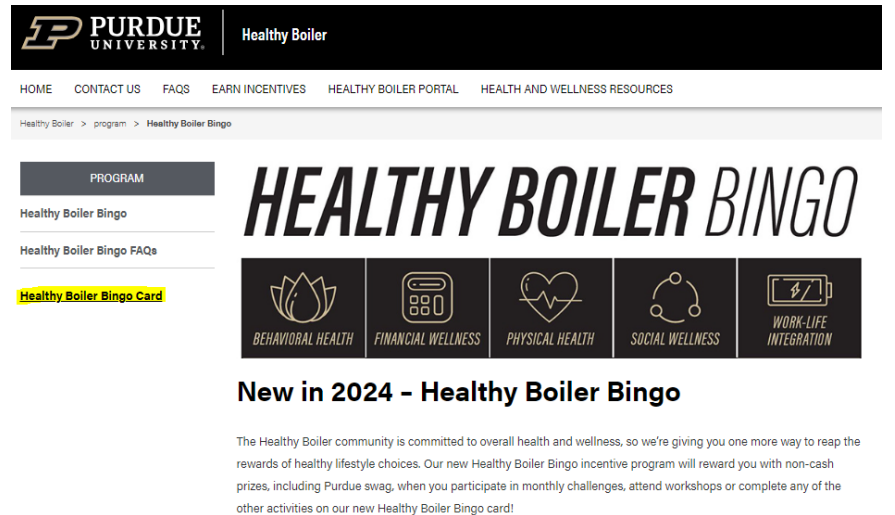 PURDUE
UNIVERSITY®
Healthy Boiler
HOME CONTACT US FAQS EARN INCENTIVES HEALTHY BOILER PORTAL HEALTH AND WELLNESS RESOURCES
Healthy Boiler > program > Healthy Boiler Bingo
PROGRAM
Healthy Boiler Bingo
Healthy Boiler Bingo FAQs
Healthy Boiler Bingo Card
HEALTHY BOILER BINGO
BEHAVIORAL HEALTH
FINANCIAL WELLNESS
PHYSICAL HEALTH
SOCIAL WELLNESS
WORK-LIFE
INTEGRATION
New in 2024 – Healthy Boiler Bingo
The Healthy Boiler community is committed to overall health and wellness, so we're giving you one more way to reap the
rewards of healthy lifestyle choices. Our new Healthy Boiler Bingo incentive program will reward you with non-cash
prizes, including Purdue swag, when you participate in monthly challenges, attend workshops or complete any of the
other activities on our new Healthy Boiler Bingo card!